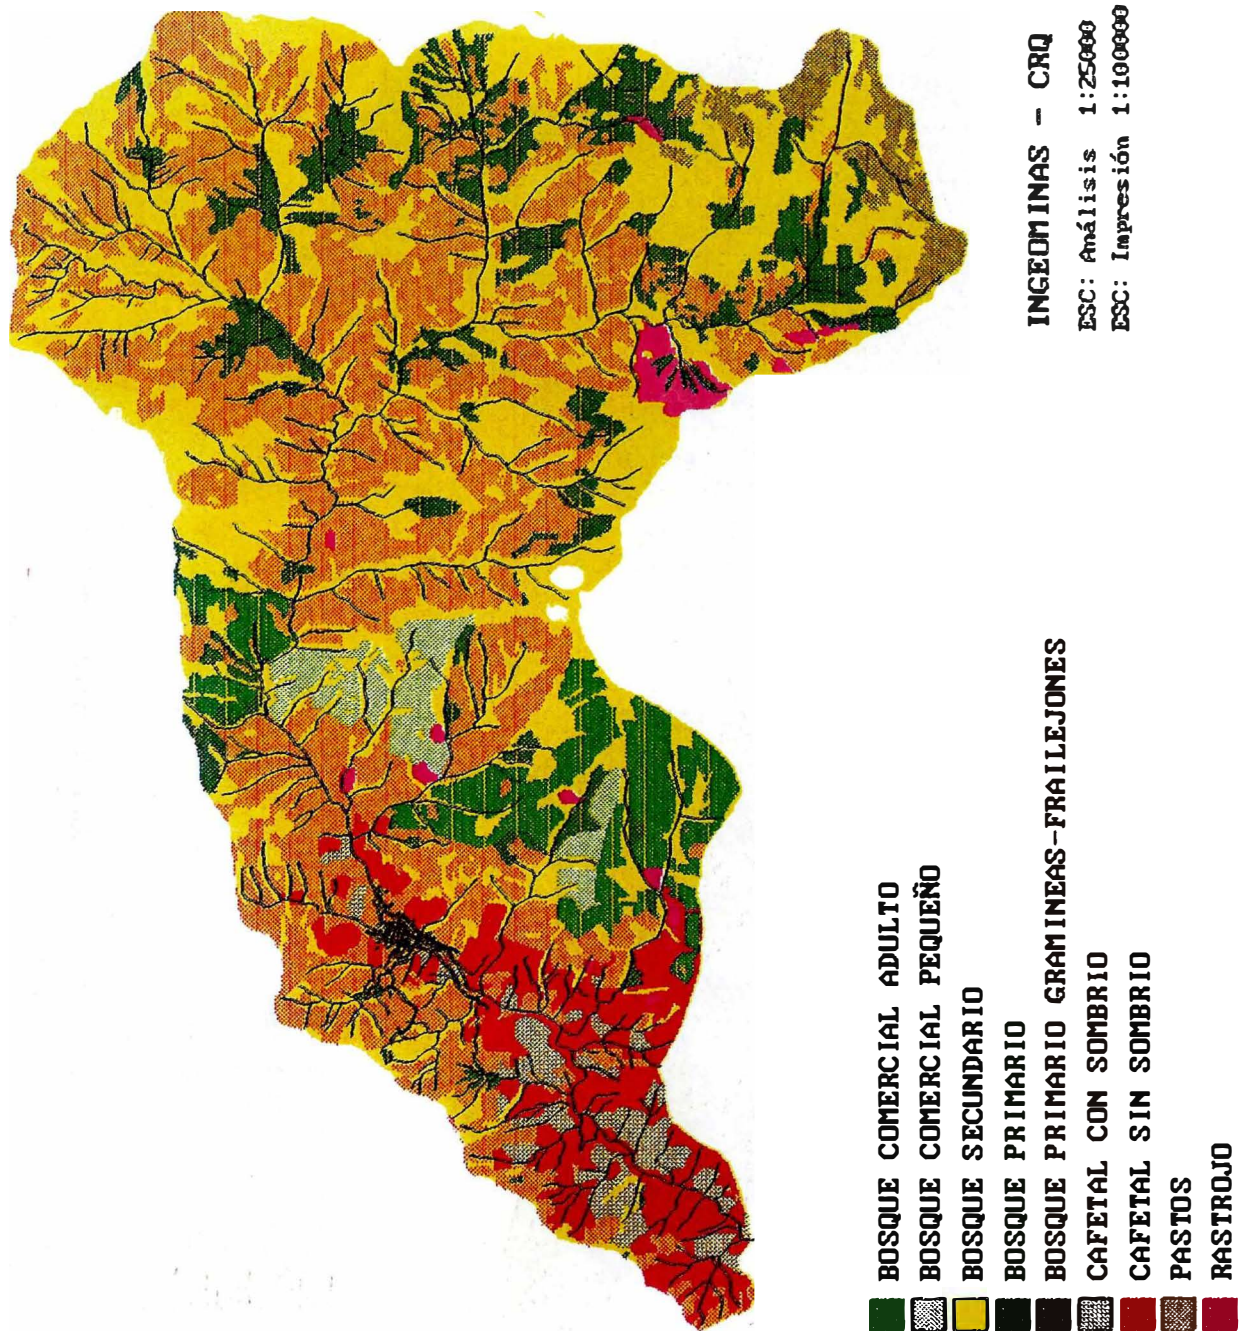 INGEOMINAS - CRQ
ESC: Análisis 1:25000
ESC: Impresión 1:100000
BOSQUE COMERCIAL ADULTO
BOSQUE COMERCIAL PEQUEÑO
BOSQUE SECUNDARIO
BOSQUE PRIMARIO
BOSQUE PRIMARIO GRAMINEAS-FRAILEJONES
CAFETAL CON SOMBRIO
CAFETAL SIN SOMBRIO
PASTOS
RASTROJO